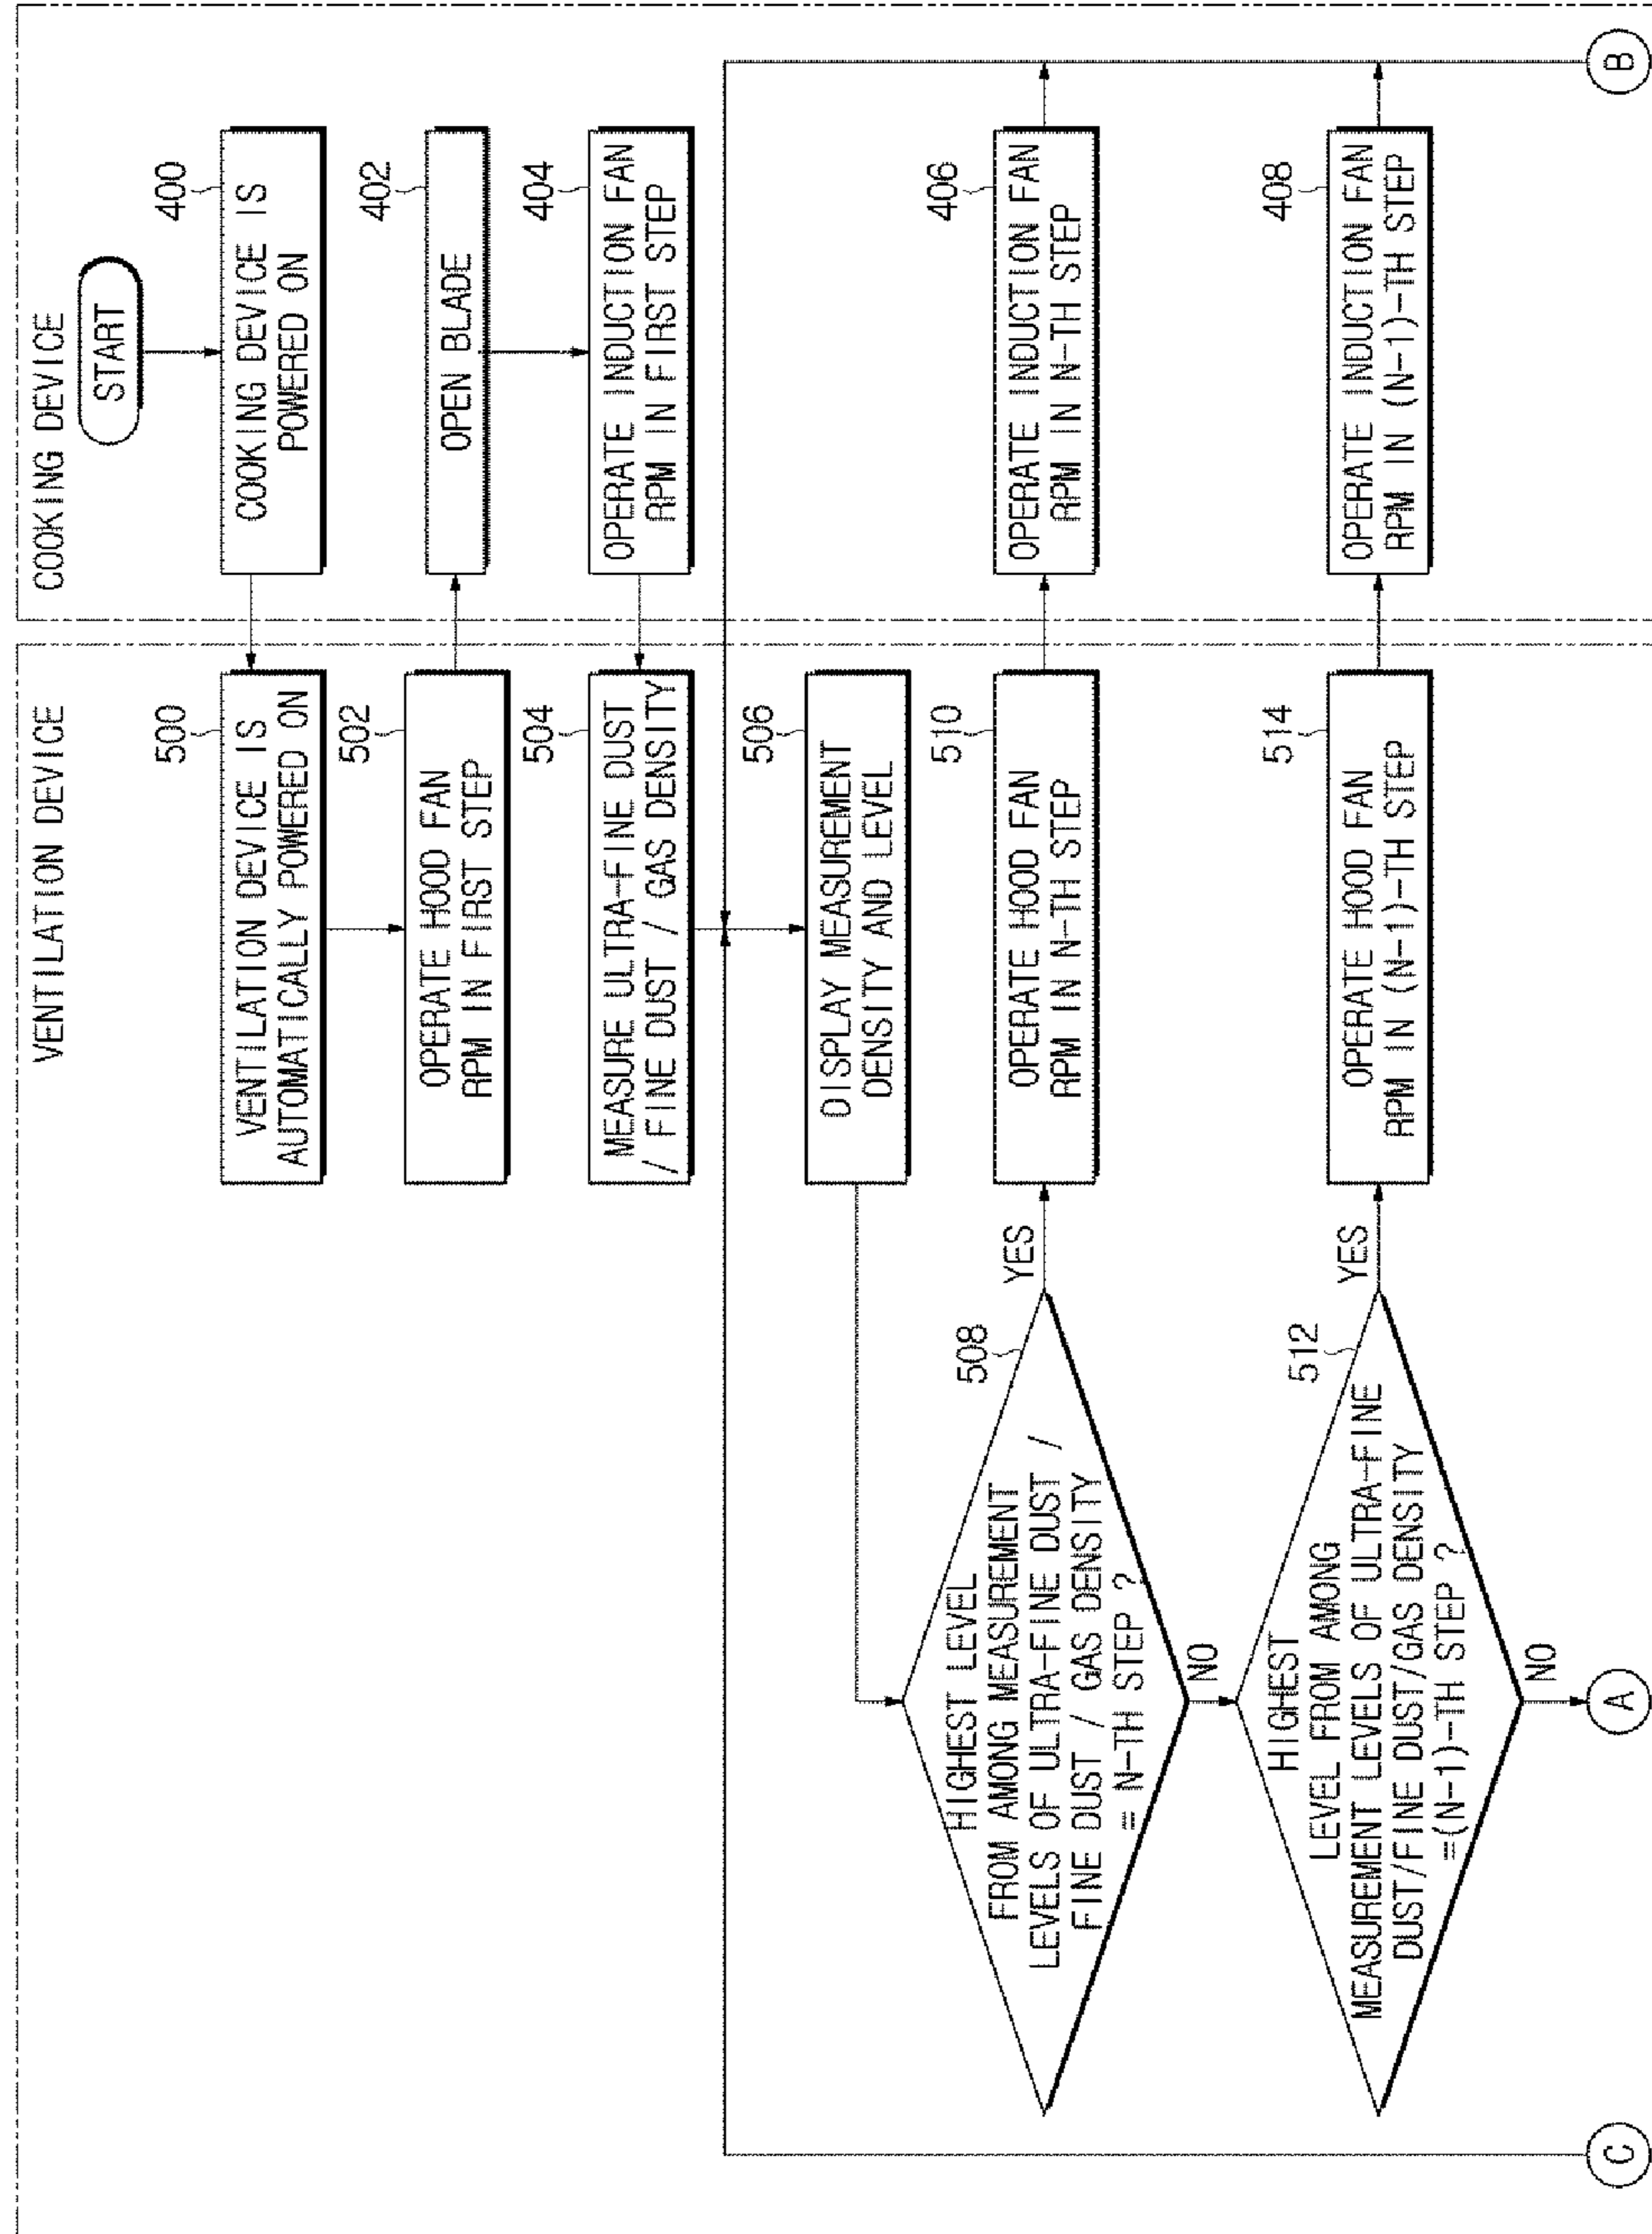 COOKING DEVICE
START
400
COOKING DEVICE IS
POWERED ON
402
OPEN BLADE
404
OPERATE INDUCTION FAN
RPM IN FIRST STEP
406
OPERATE INDUCTION FAN
RPM IN N-TH STEP
408
OPERATE INDUCTION FAN
RPM IN (N-1)-TH STEP
B
VENTILATION DEVICE
500
VENTILATION DEVICE IS
AUTOMATICALLY POWERED ON
502
OPERATE HOOD FAN
RPM IN FIRST STEP
504
MEASURE ULTRA-FINE DUST
/ FINE DUST / GAS DENSITY
506
DISPLAY MEASUREMENT
DENSITY AND LEVEL
508
HIGHEST LEVEL
FROM AMONG MEASUREMENT
LEVELS OF ULTRA-FINE DUST /
FINE DUST / GAS DENSITY
= N-TH STEP ?
YES
NO
510
OPERATE HOOD FAN
RPM IN N-TH STEP
512
HIGHEST
LEVEL FROM AMONG
MEASUREMENT LEVELS OF ULTRA-FINE
DUST/FINE DUST/GAS DENSITY
=(N-1)-TH STEP ?
YES
NO
514
OPERATE HOOD FAN
RPM IN (N-1)-TH STEP
A
C